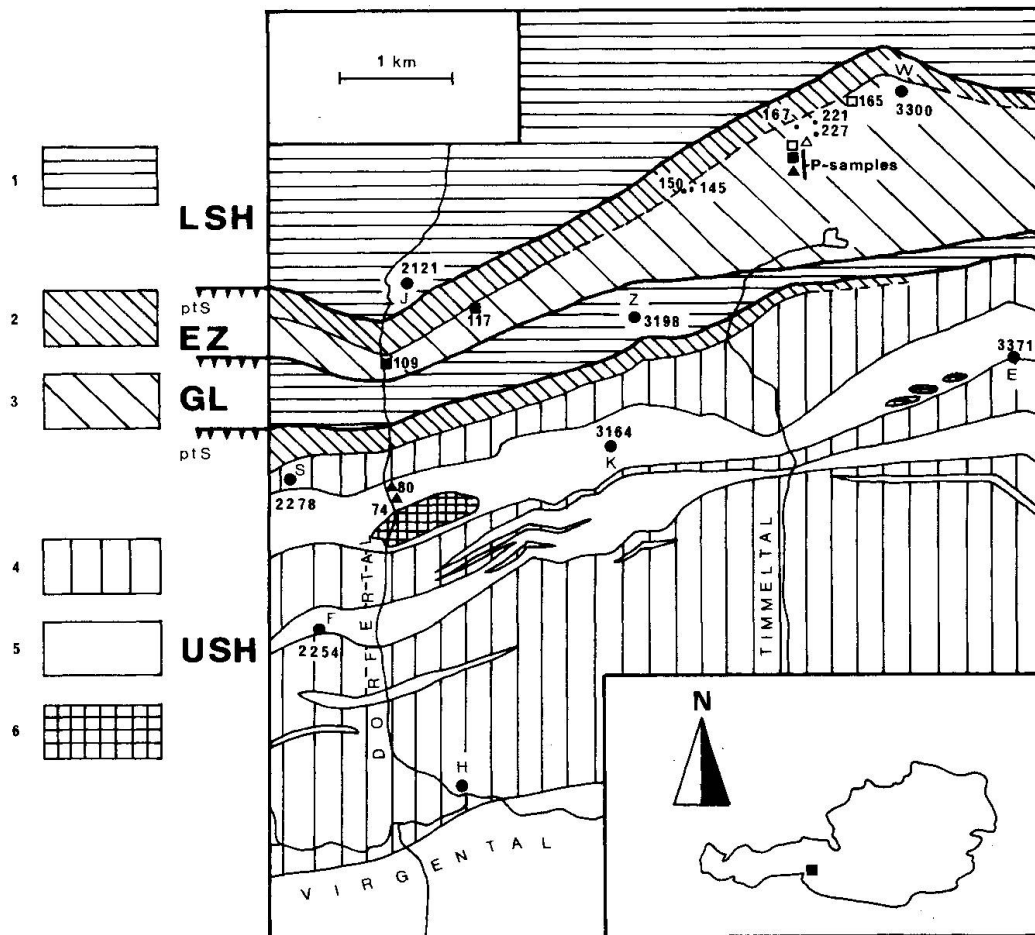 1 km
W
3300
165
167
221
227
P-samples
150
145
1
LSH
2121
J
ptS
2
EZ
117
Z
3198
109
3371
E
3
GL
ptS
3164
K
S
2278
80
74
4
DORFERTAL
TIMMELTAL
F
2254
5
USH
6
H
VIRGENTAL
N